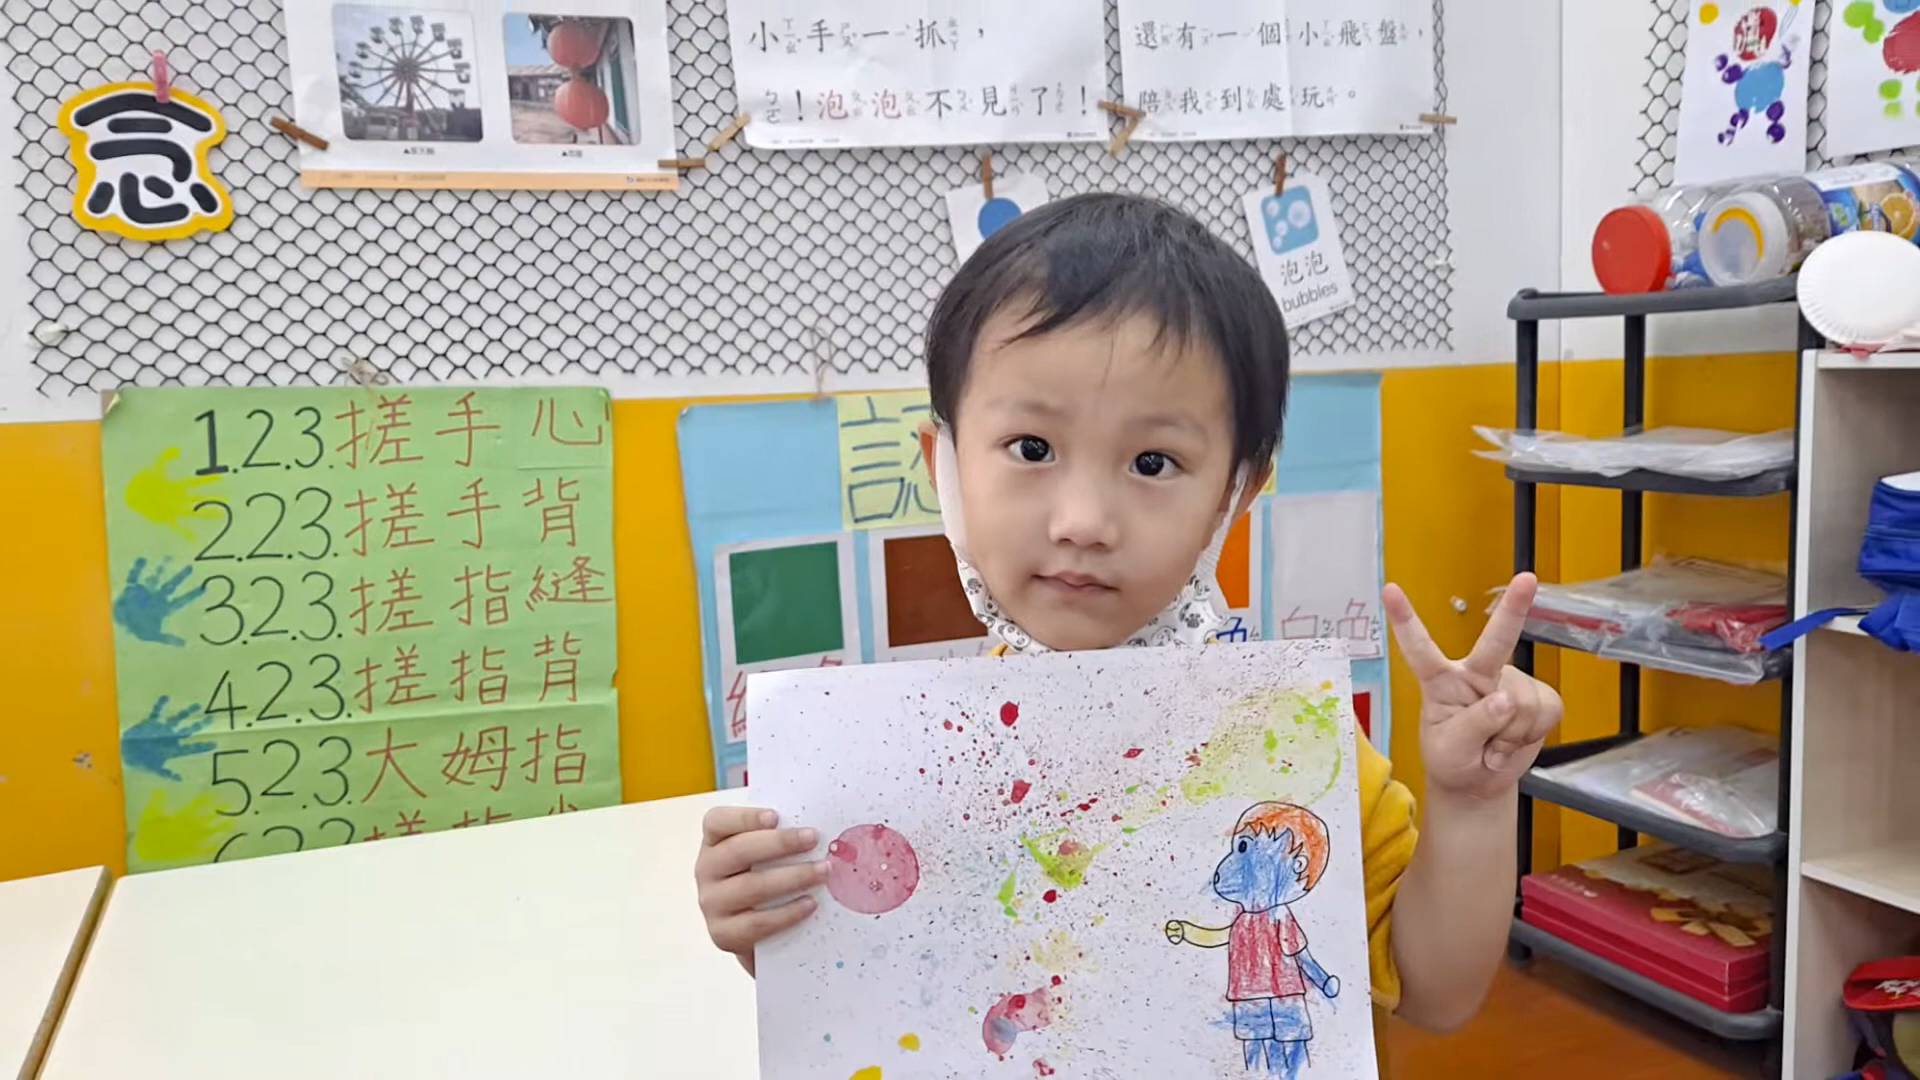 念
小手一抓，
ㄅㄛ！泡泡不見了！
還有一個小飛盤，
陪我到處玩。
泡泡
bubbles
1.2.3.搓手心
2.2.3.搓手背
3.2.3.搓指縫
4.2.3.搓指背
5.2.3.大姆指
白色